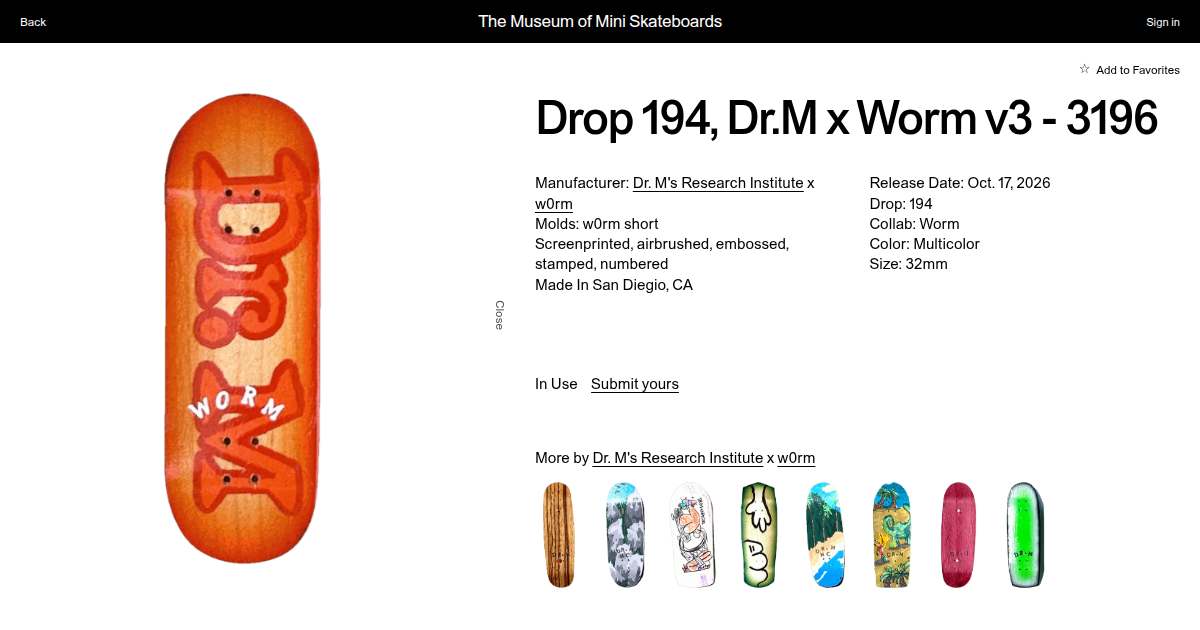 Back
The Museum of Mini Skateboards
Sign in
☆ Add to Favorites
Dr. M
WORM
Drop 194, Dr.M x Worm v3 - 3196
Manufacturer: Dr. M's Research Institute x
w0rm
Molds: w0rm short
Screenprinted, airbrushed, embossed,
stamped, numbered
Made In San Diegio, CA
Release Date: Oct. 17, 2026
Drop: 194
Collab: Worm
Color: Multicolor
Size: 32mm
Close
In Use Submit yours
More by Dr. M's Research Institute x w0rm